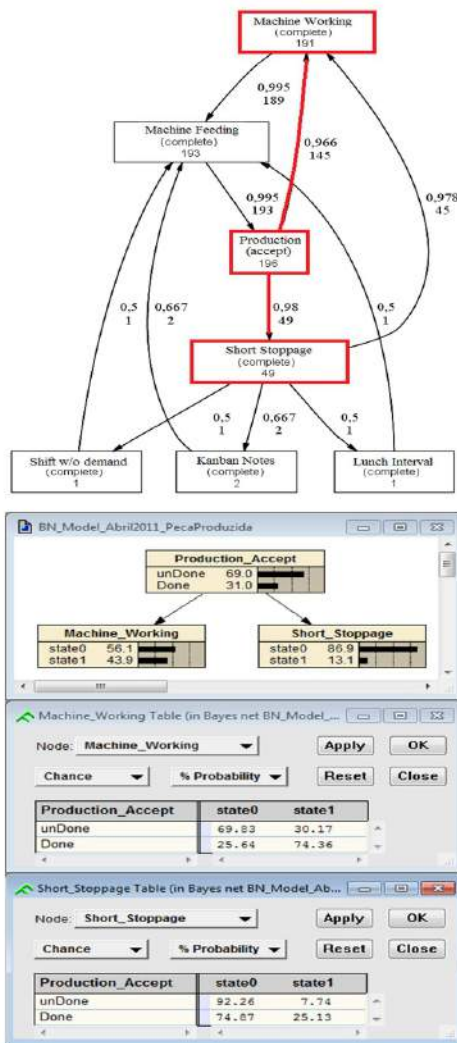 Machine Working
(complete)
191
0,995
189
Machine Feeding
(complete)
193
0,966
145
0,978
45
0,995
193
Production
(accept)
196
0,5
1
0,667
2
0,98
49
0,5
1
Short Stoppage
(complete)
49
0,5
1
0,667
2
0,5
1
Shift w/o demand
(complete)
1
Kanban Notes
(complete)
2
Lunch Interval
(complete)
1
BN_Model_Abril2011_PecaProduzida
Production_Accept
unDone 69.0
Done 31.0
Machine_Working
state0 56.1
state1 43.9
Short_Stoppage
state0 86.9
state1 13.1
Machine_Working Table (in Bayes net BN_Model_...
Node: Machine_Working Apply OK
Chance % Probability Reset Close
Production_Accept state0 state1
unDone 69.83 30.17
Done 25.64 74.36
Short_Stoppage Table (in Bayes net BN_Model_Ab...
Node: Short_Stoppage Apply OK
Chance % Probability Reset Close
Production_Accept state0 state1
unDone 92.26 7.74
Done 74.87 25.13